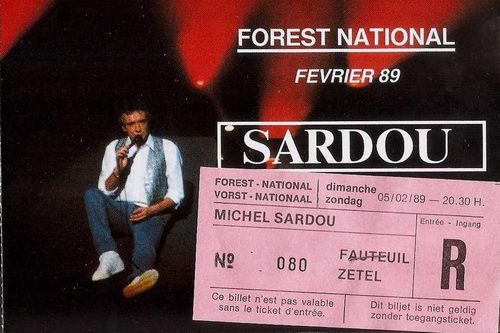 FOREST NATIONAL
FEVRIER 89
SARDOU
FOREST - NATIONAL
VORST - NATIONAAL
dimanche
zondag
05/02/89 — 20.30 H.
MICHEL SARDOU
Entrée - Ingang
R
Nº 080
FAUTEUIL
ZETEL
Ce billet n'est pas valable
sans le ticket d'entrée.
Dit biljet is niet geldig
zonder toegangsticket.